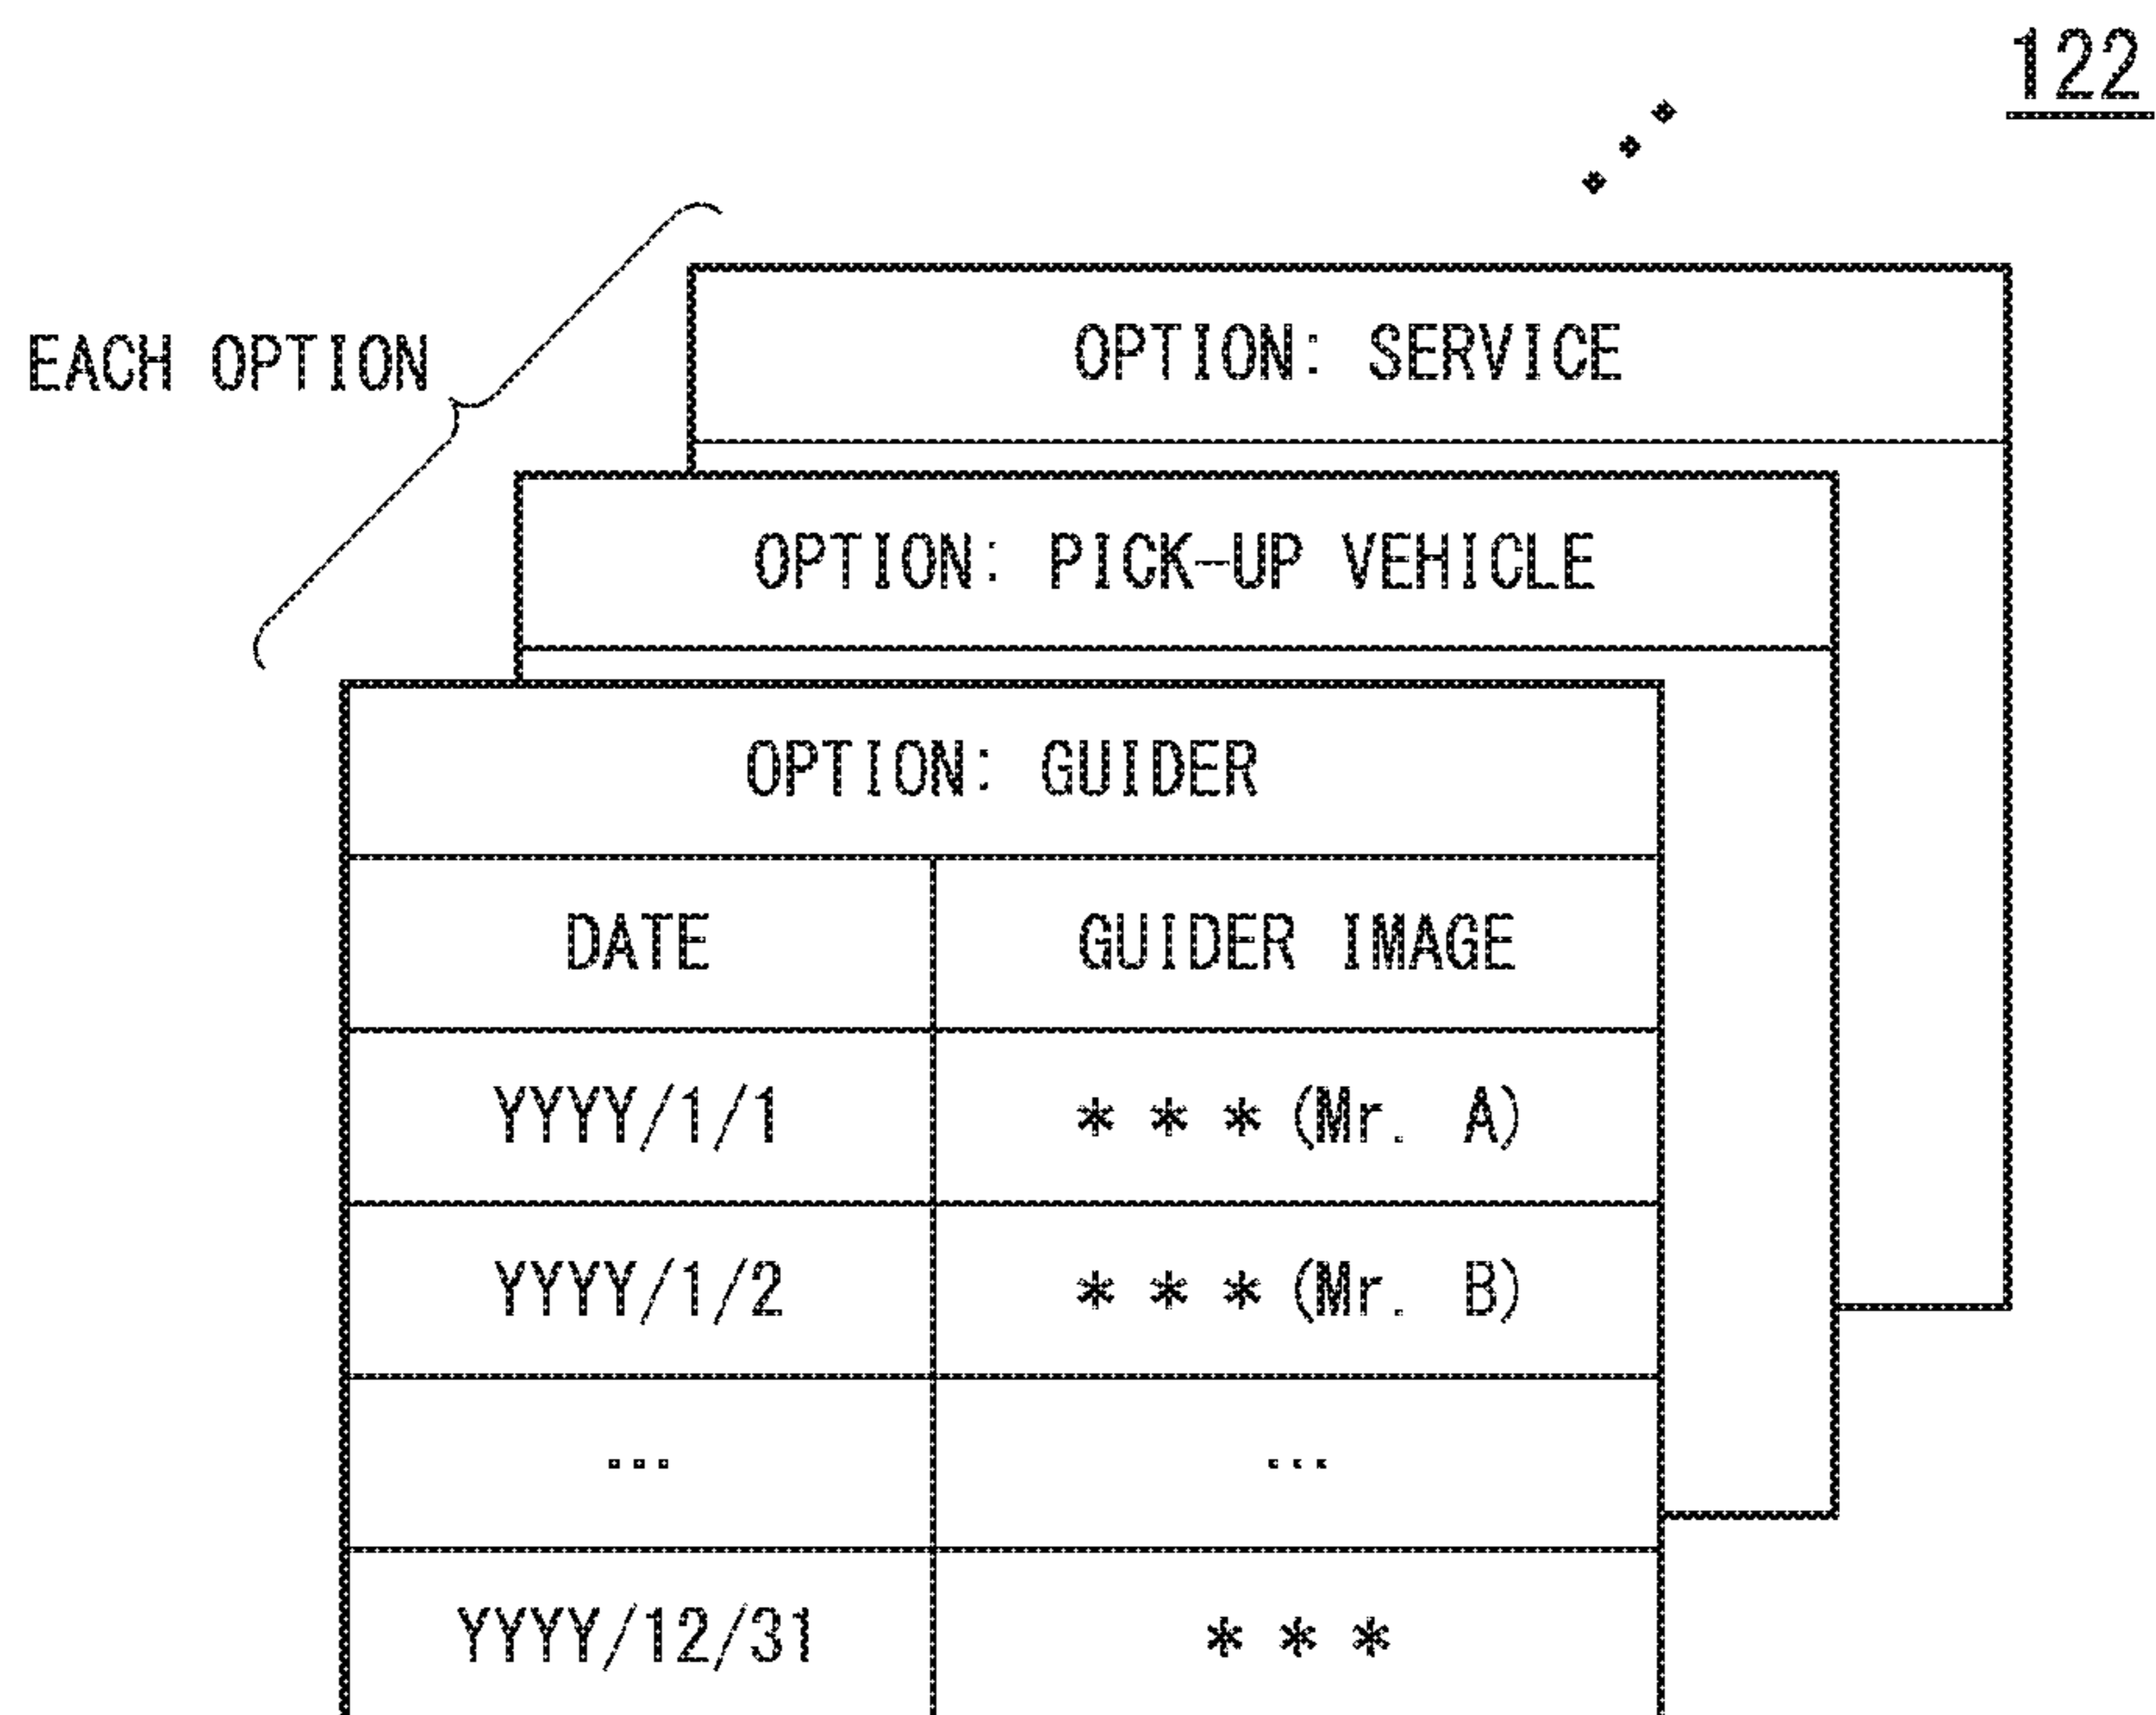 122
EACH OPTION
OPTION: SERVICE
OPTION: PICK-UP VEHICLE
OPTION: GUIDER
DATE GUIDER IMAGE
YYYY/1/1 ***(Mr. A)
YYYY/1/2 ***(Mr. B)
... ...
YYYY/12/31 ***